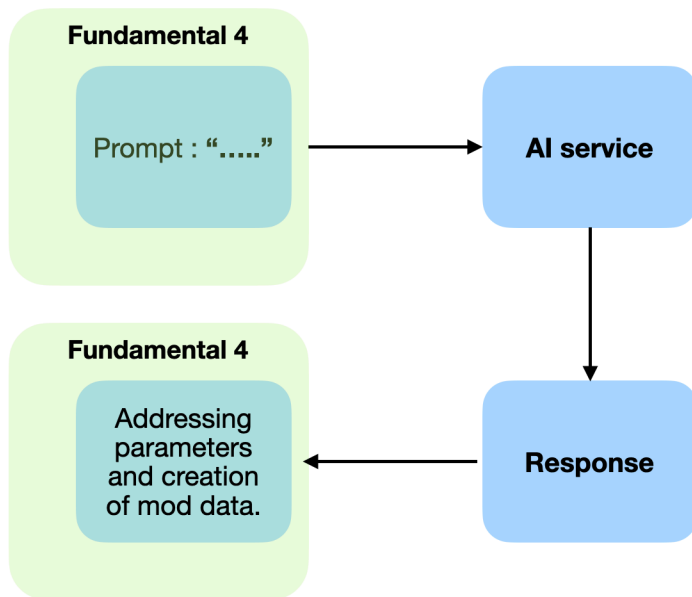 Fundamental 4
Prompt : “.....”
AI service
Fundamental 4
Addressing
parameters
and creation
of mod data.
Response